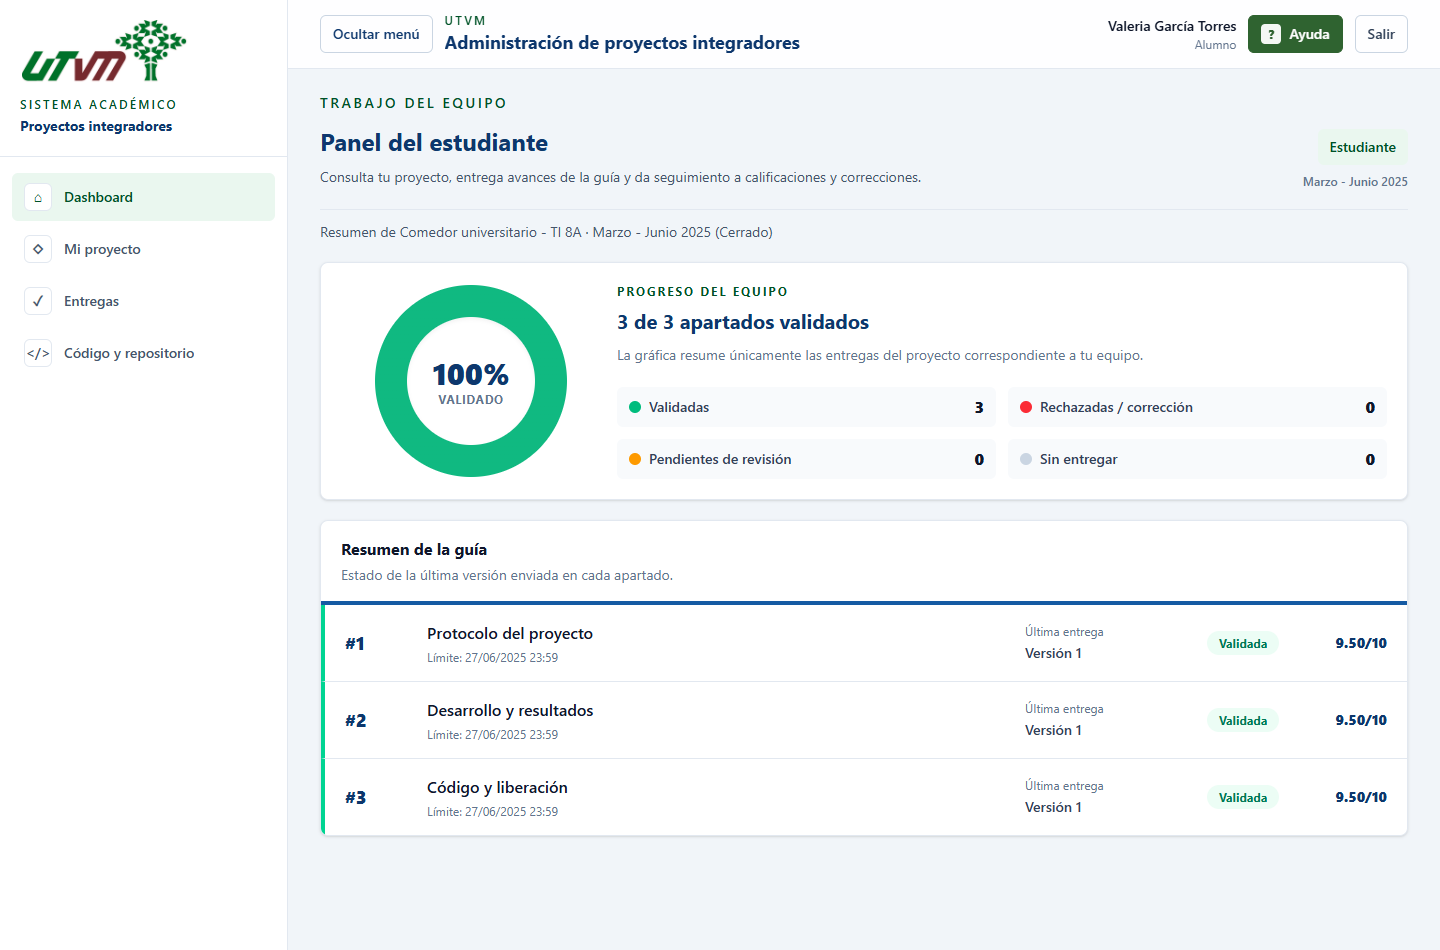 UTVM
SISTEMA ACADÉMICO
Proyectos integradores
Dashboard
Mi proyecto
Entregas
</> Código y repositorio
Ocultar menú
UTVM
Administración de proyectos integradores
Valeria García Torres
Alumno
? Ayuda
Salir
TRABAJO DEL EQUIPO
Panel del estudiante
Consulta tu proyecto, entrega avances de la guía y da seguimiento a calificaciones y correcciones.
Estudiante
Marzo - Junio 2025
Resumen de Comedor universitario - TI 8A · Marzo - Junio 2025 (Cerrado)
100%
VALIDADO
PROGRESO DEL EQUIPO
3 de 3 apartados validados
La gráfica resume únicamente las entregas del proyecto correspondiente a tu equipo.
Validadas 3
Rechazadas / corrección 0
Pendientes de revisión 0
Sin entregar 0
Resumen de la guía
Estado de la última versión enviada en cada apartado.
#1
Protocolo del proyecto
Límite: 27/06/2025 23:59
Última entrega
Versión 1
Validada
9.50/10
#2
Desarrollo y resultados
Límite: 27/06/2025 23:59
Última entrega
Versión 1
Validada
9.50/10
#3
Código y liberación
Límite: 27/06/2025 23:59
Última entrega
Versión 1
Validada
9.50/10